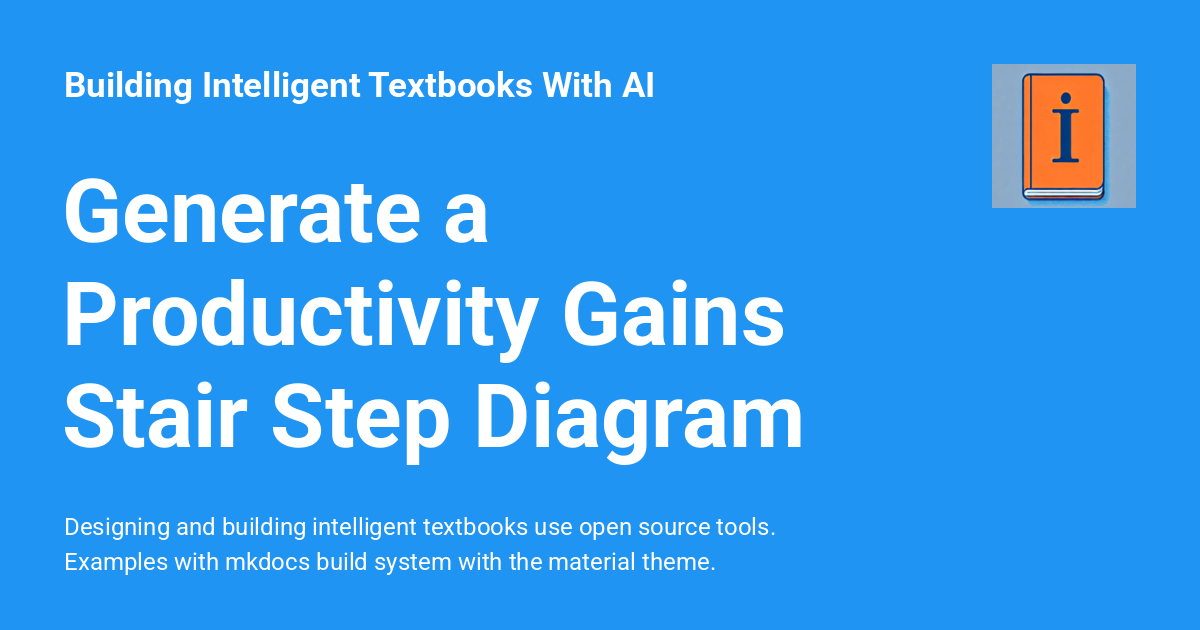 Building Intelligent Textbooks With AI
i
Generate a
Productivity Gains
Stair Step Diagram
Designing and building intelligent textbooks use open source tools.
Examples with mkdocs build system with the material theme.